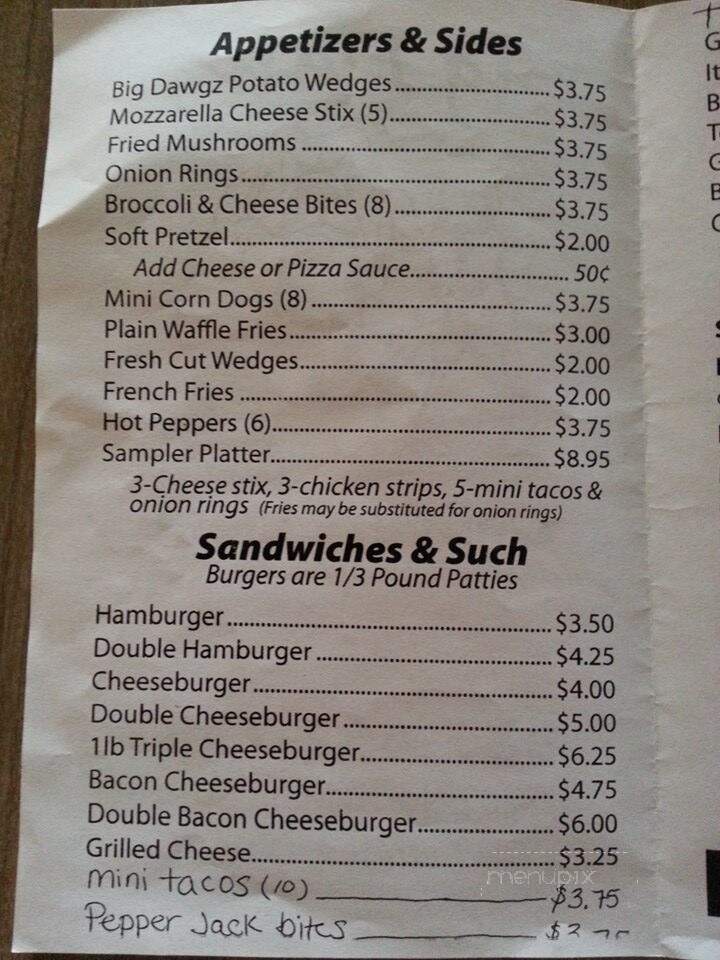 Appetizers & Sides
Big Dawgz Potato Wedges.............................$3.75
Mozzarella Cheese Stix (5)..............................$3.75
Fried Mushrooms ..............................................$3.75
Onion Rings.........................................................$3.75
Broccoli & Cheese Bites (8).............................$3.75
Soft Pretzel...........................................................$2.00
Add Cheese or Pizza Sauce.............................50¢
Mini Corn Dogs (8) ............................................$3.75
Plain Waffle Fries................................................$3.00
Fresh Cut Wedges..............................................$2.00
French Fries .........................................................$2.00
Hot Peppers (6)...................................................$3.75
Sampler Platter...................................................$8.95
3-Cheese stix, 3-chicken strips, 5-mini tacos &
onion rings (Fries may be substituted for onion rings)
Sandwiches & Such
Burgers are 1/3 Pound Patties
Hamburger..........................................................$3.50
Double Hamburger ...........................................$4.25
Cheeseburger......................................................$4.00
Double Cheeseburger ......................................$5.00
1lb Triple Cheeseburger...................................$6.25
Bacon Cheeseburger.........................................$4.75
Double Bacon Cheeseburger.........................$6.00
Grilled Cheese.....................................................$3.25
menupix
mini tacos (10) $3.75
Pepper Jack bites